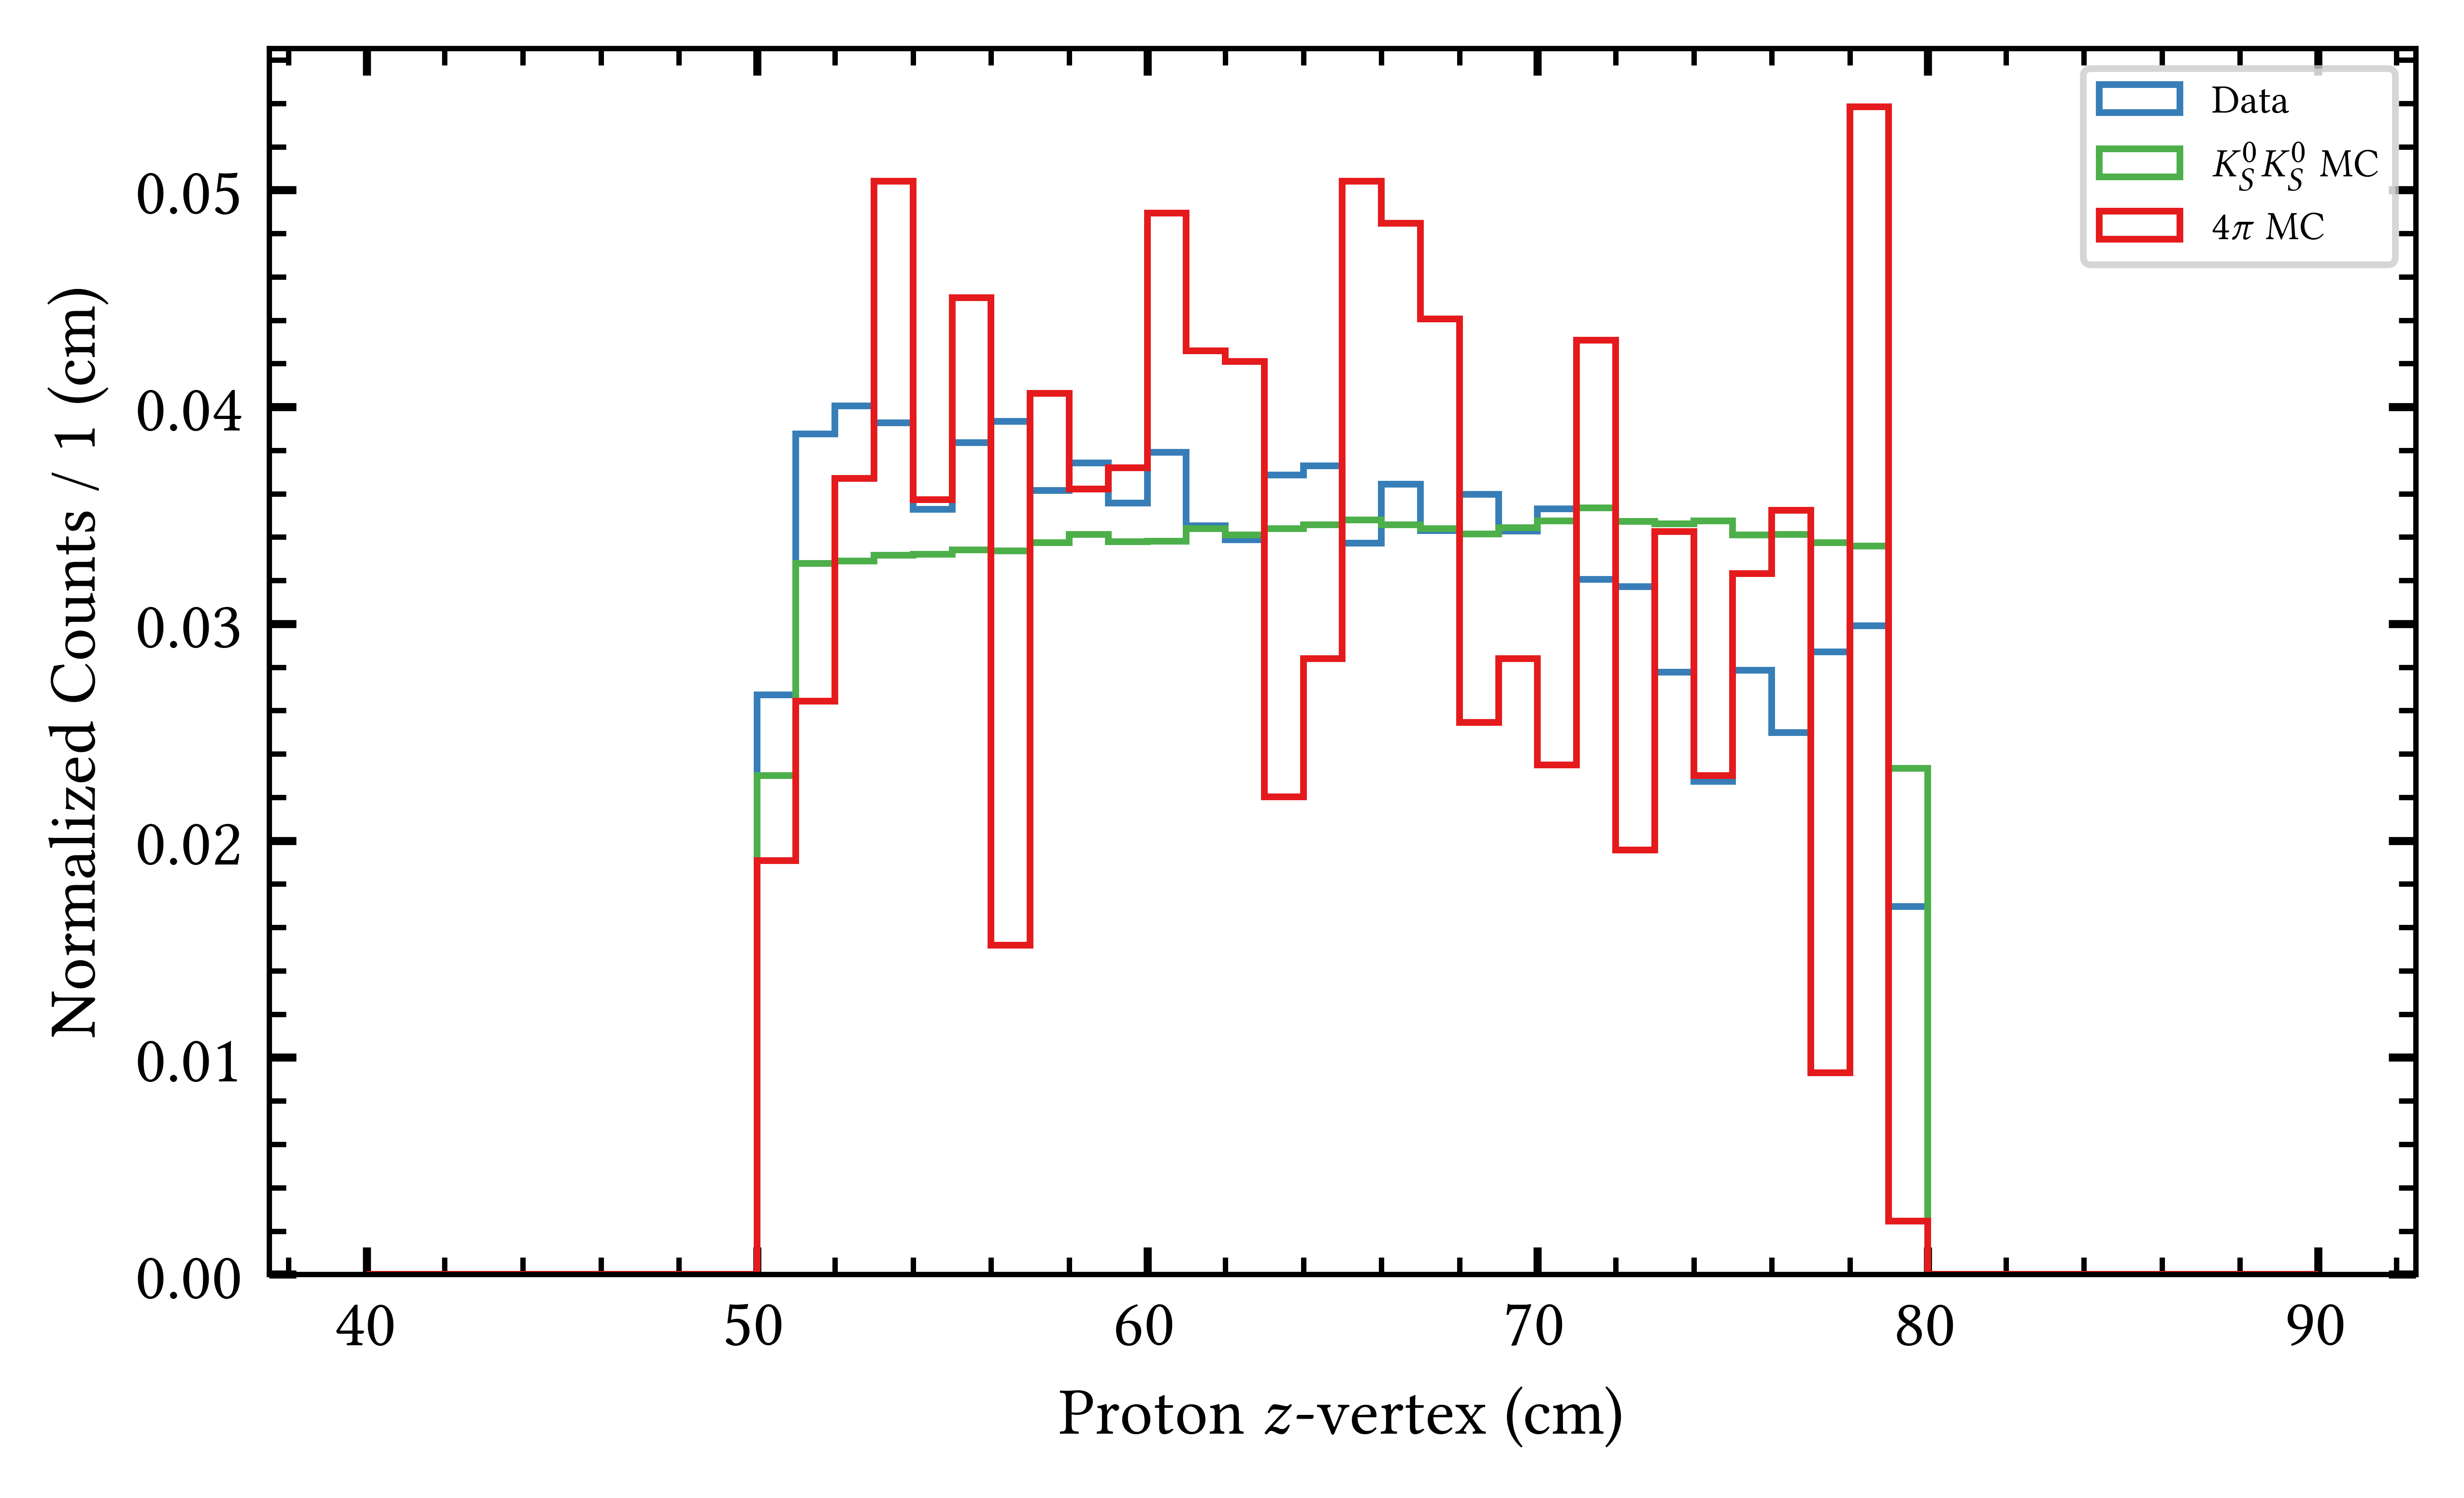 Data
$K_S^0 K_S^0$ MC
4π MC
Normalized Counts / 1 (cm)
0.05
0.04
0.03
0.02
0.01
0.00
40 50 60 70 80 90
Proton z-vertex (cm)